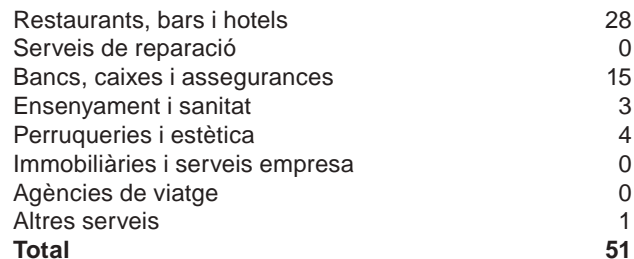 Restaurants, bars i hotels 28
Serveis de reparació 0
Bancs, caixes i assegurances 15
Ensenyament i sanitat 3
Perruqueries i estètica 4
Immobiliàries i serveis empresa 0
Agències de viatge 0
Altres serveis 1
Total 51